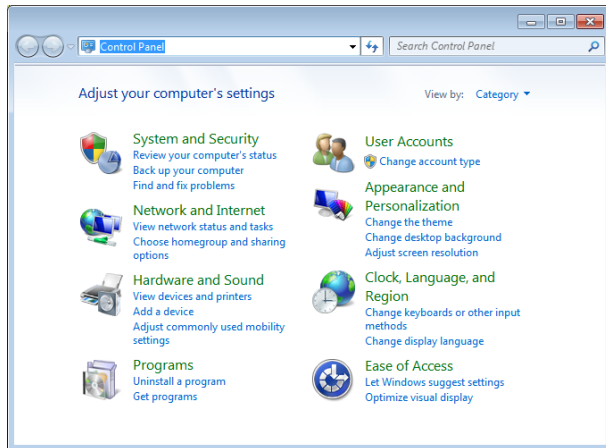 Control Panel
Search Control Panel
Adjust your computer's settings
View by: Category
System and Security
Review your computer's status
Back up your computer
Find and fix problems
Network and Internet
View network status and tasks
Choose homegroup and sharing
options
Hardware and Sound
View devices and printers
Add a device
Adjust commonly used mobility
settings
Programs
Uninstall a program
Get programs
User Accounts
Change account type
Appearance and
Personalization
Change the theme
Change desktop background
Adjust screen resolution
Clock, Language, and
Region
Change keyboards or other input
methods
Change display language
Ease of Access
Let Windows suggest settings
Optimize visual display